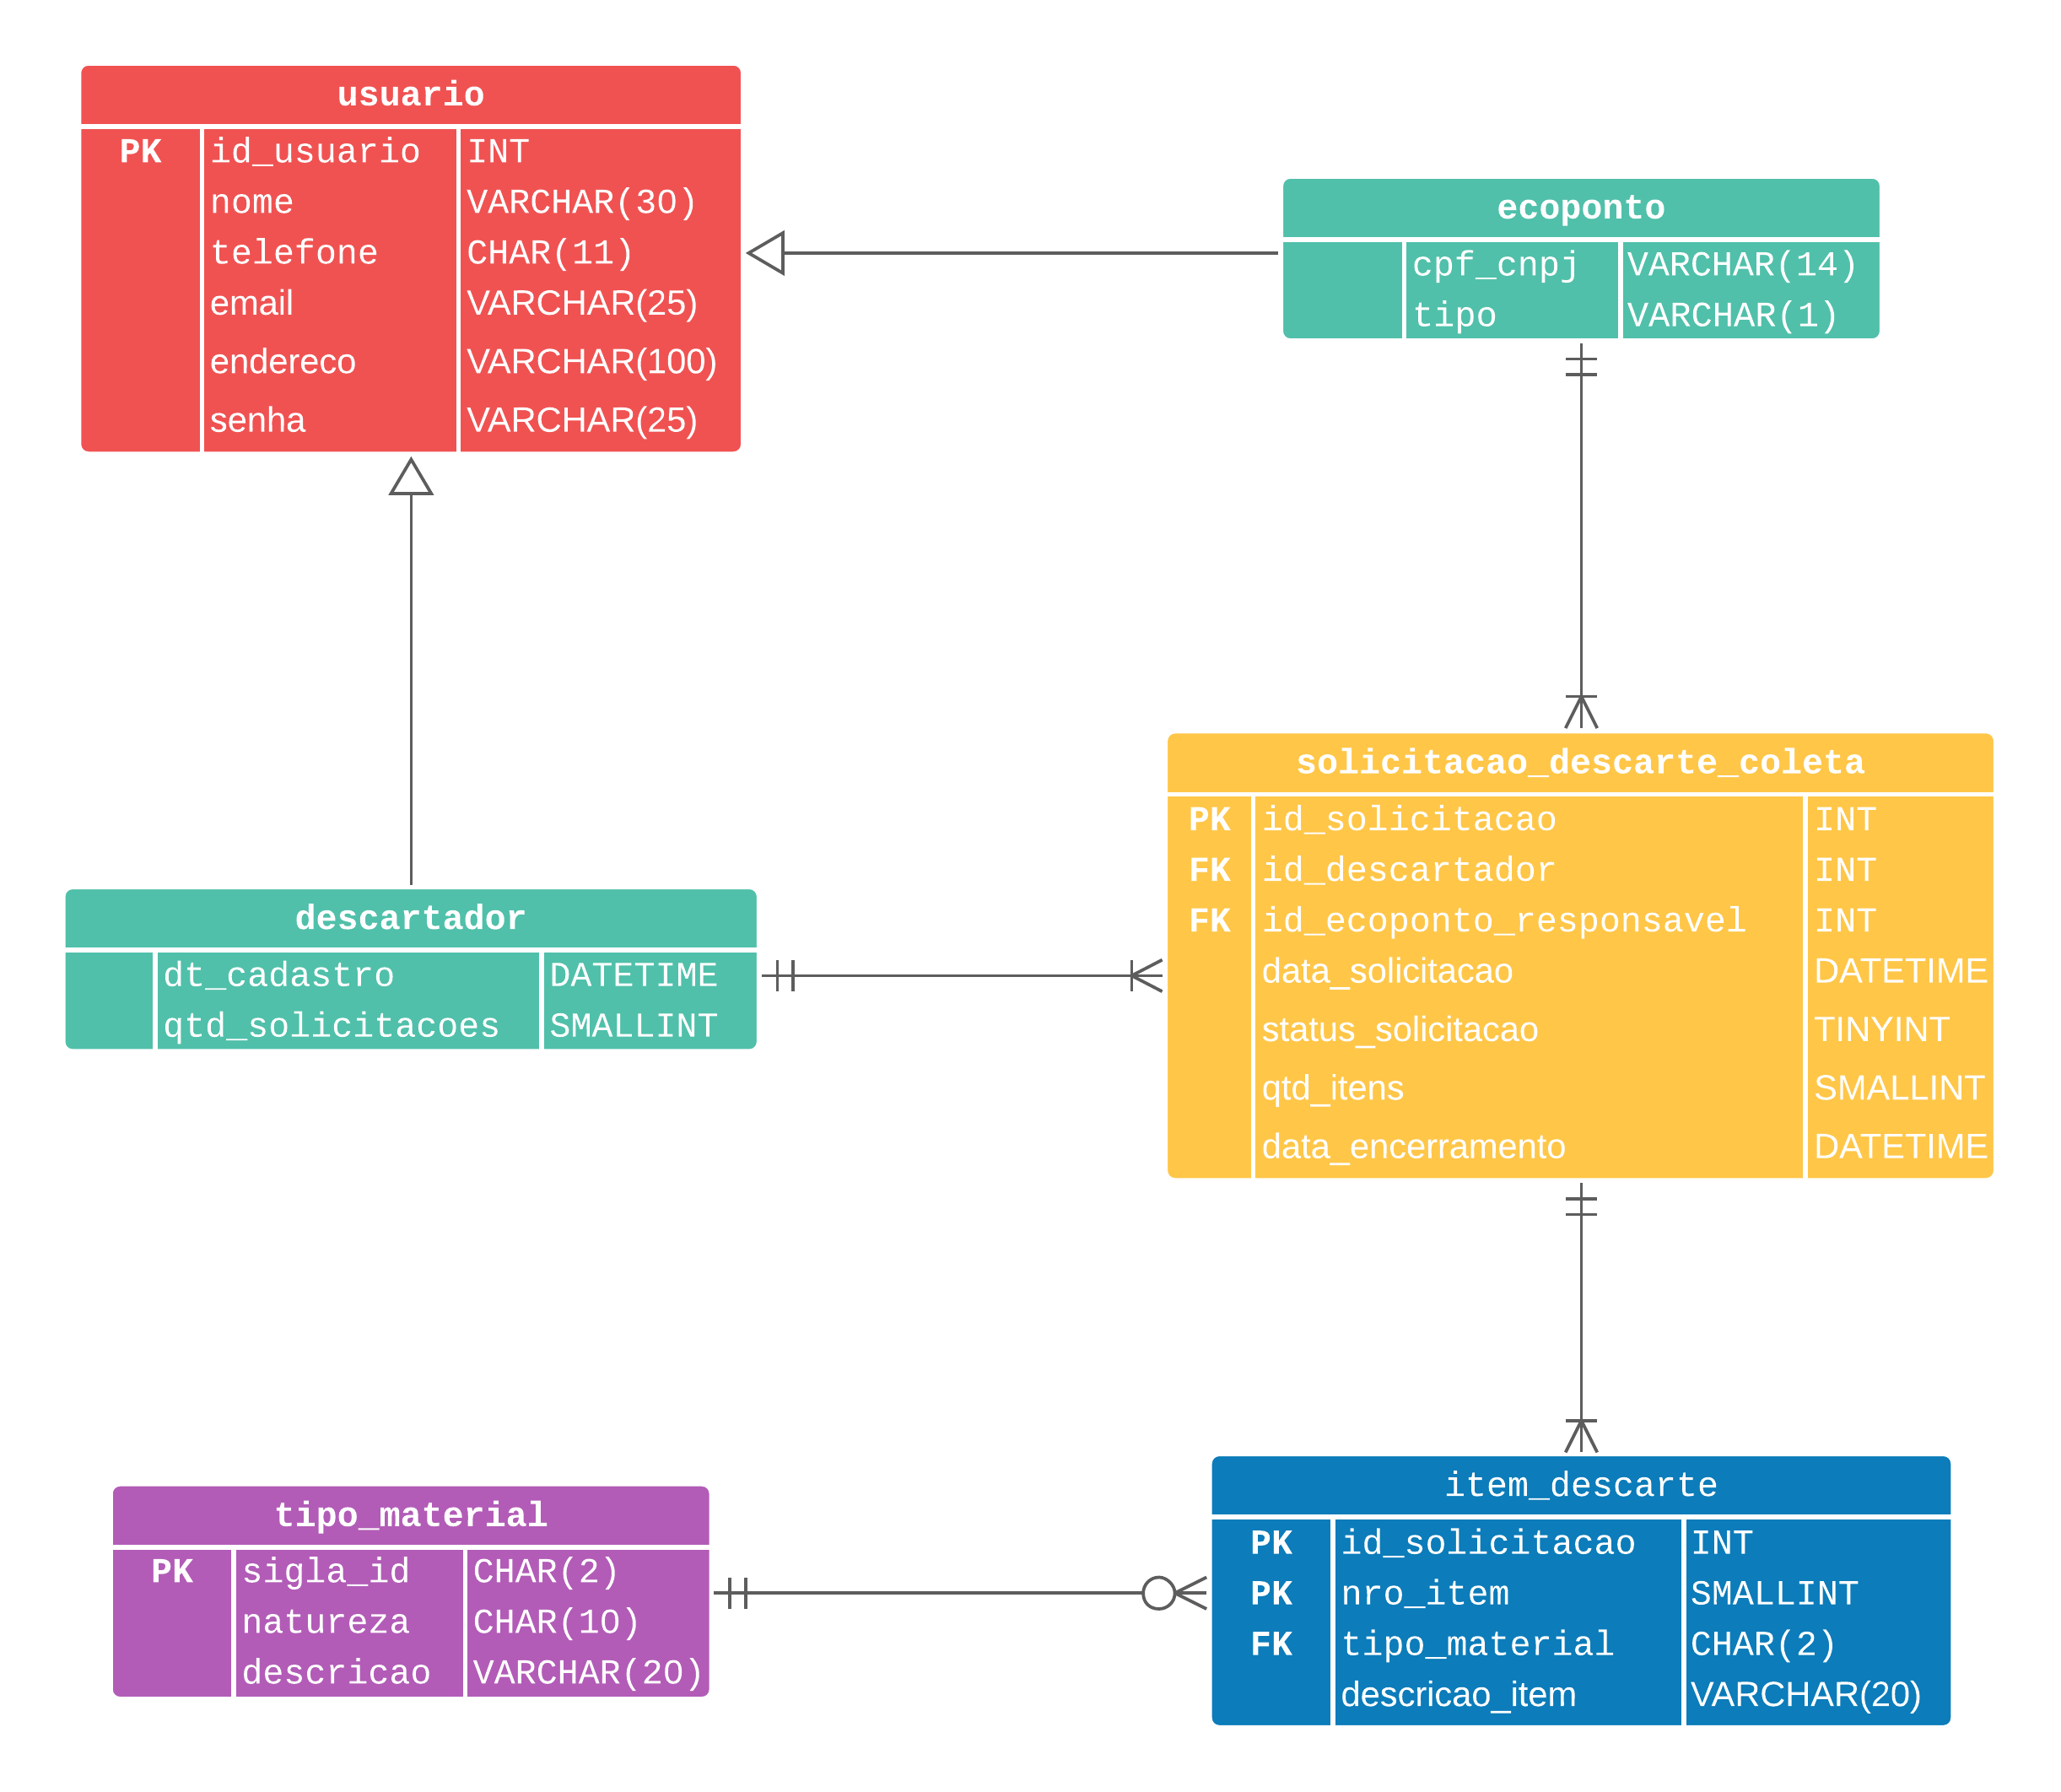 usuario
PK id_usuario INT
nome VARCHAR(30)
telefone CHAR(11)
email VARCHAR(25)
endereco VARCHAR(100)
senha VARCHAR(25)
ecoponto
cpf_cnpj VARCHAR(14)
tipo VARCHAR(1)
solicitacao_descarte_coleta
PK id_solicitacao INT
FK id_descartador INT
FK id_ecoponto_responsavel INT
data_solicitacao DATETIME
status_solicitacao TINYINT
qtd_itens SMALLINT
data_encerramento DATETIME
descartador
dt_cadastro DATETIME
qtd_solicitacoes SMALLINT
tipo_material
PK sigla_id CHAR(2)
natureza CHAR(10)
descricao VARCHAR(20)
item_descarte
PK id_solicitacao INT
PK nro_item SMALLINT
FK tipo_material CHAR(2)
descricao_item VARCHAR(20)